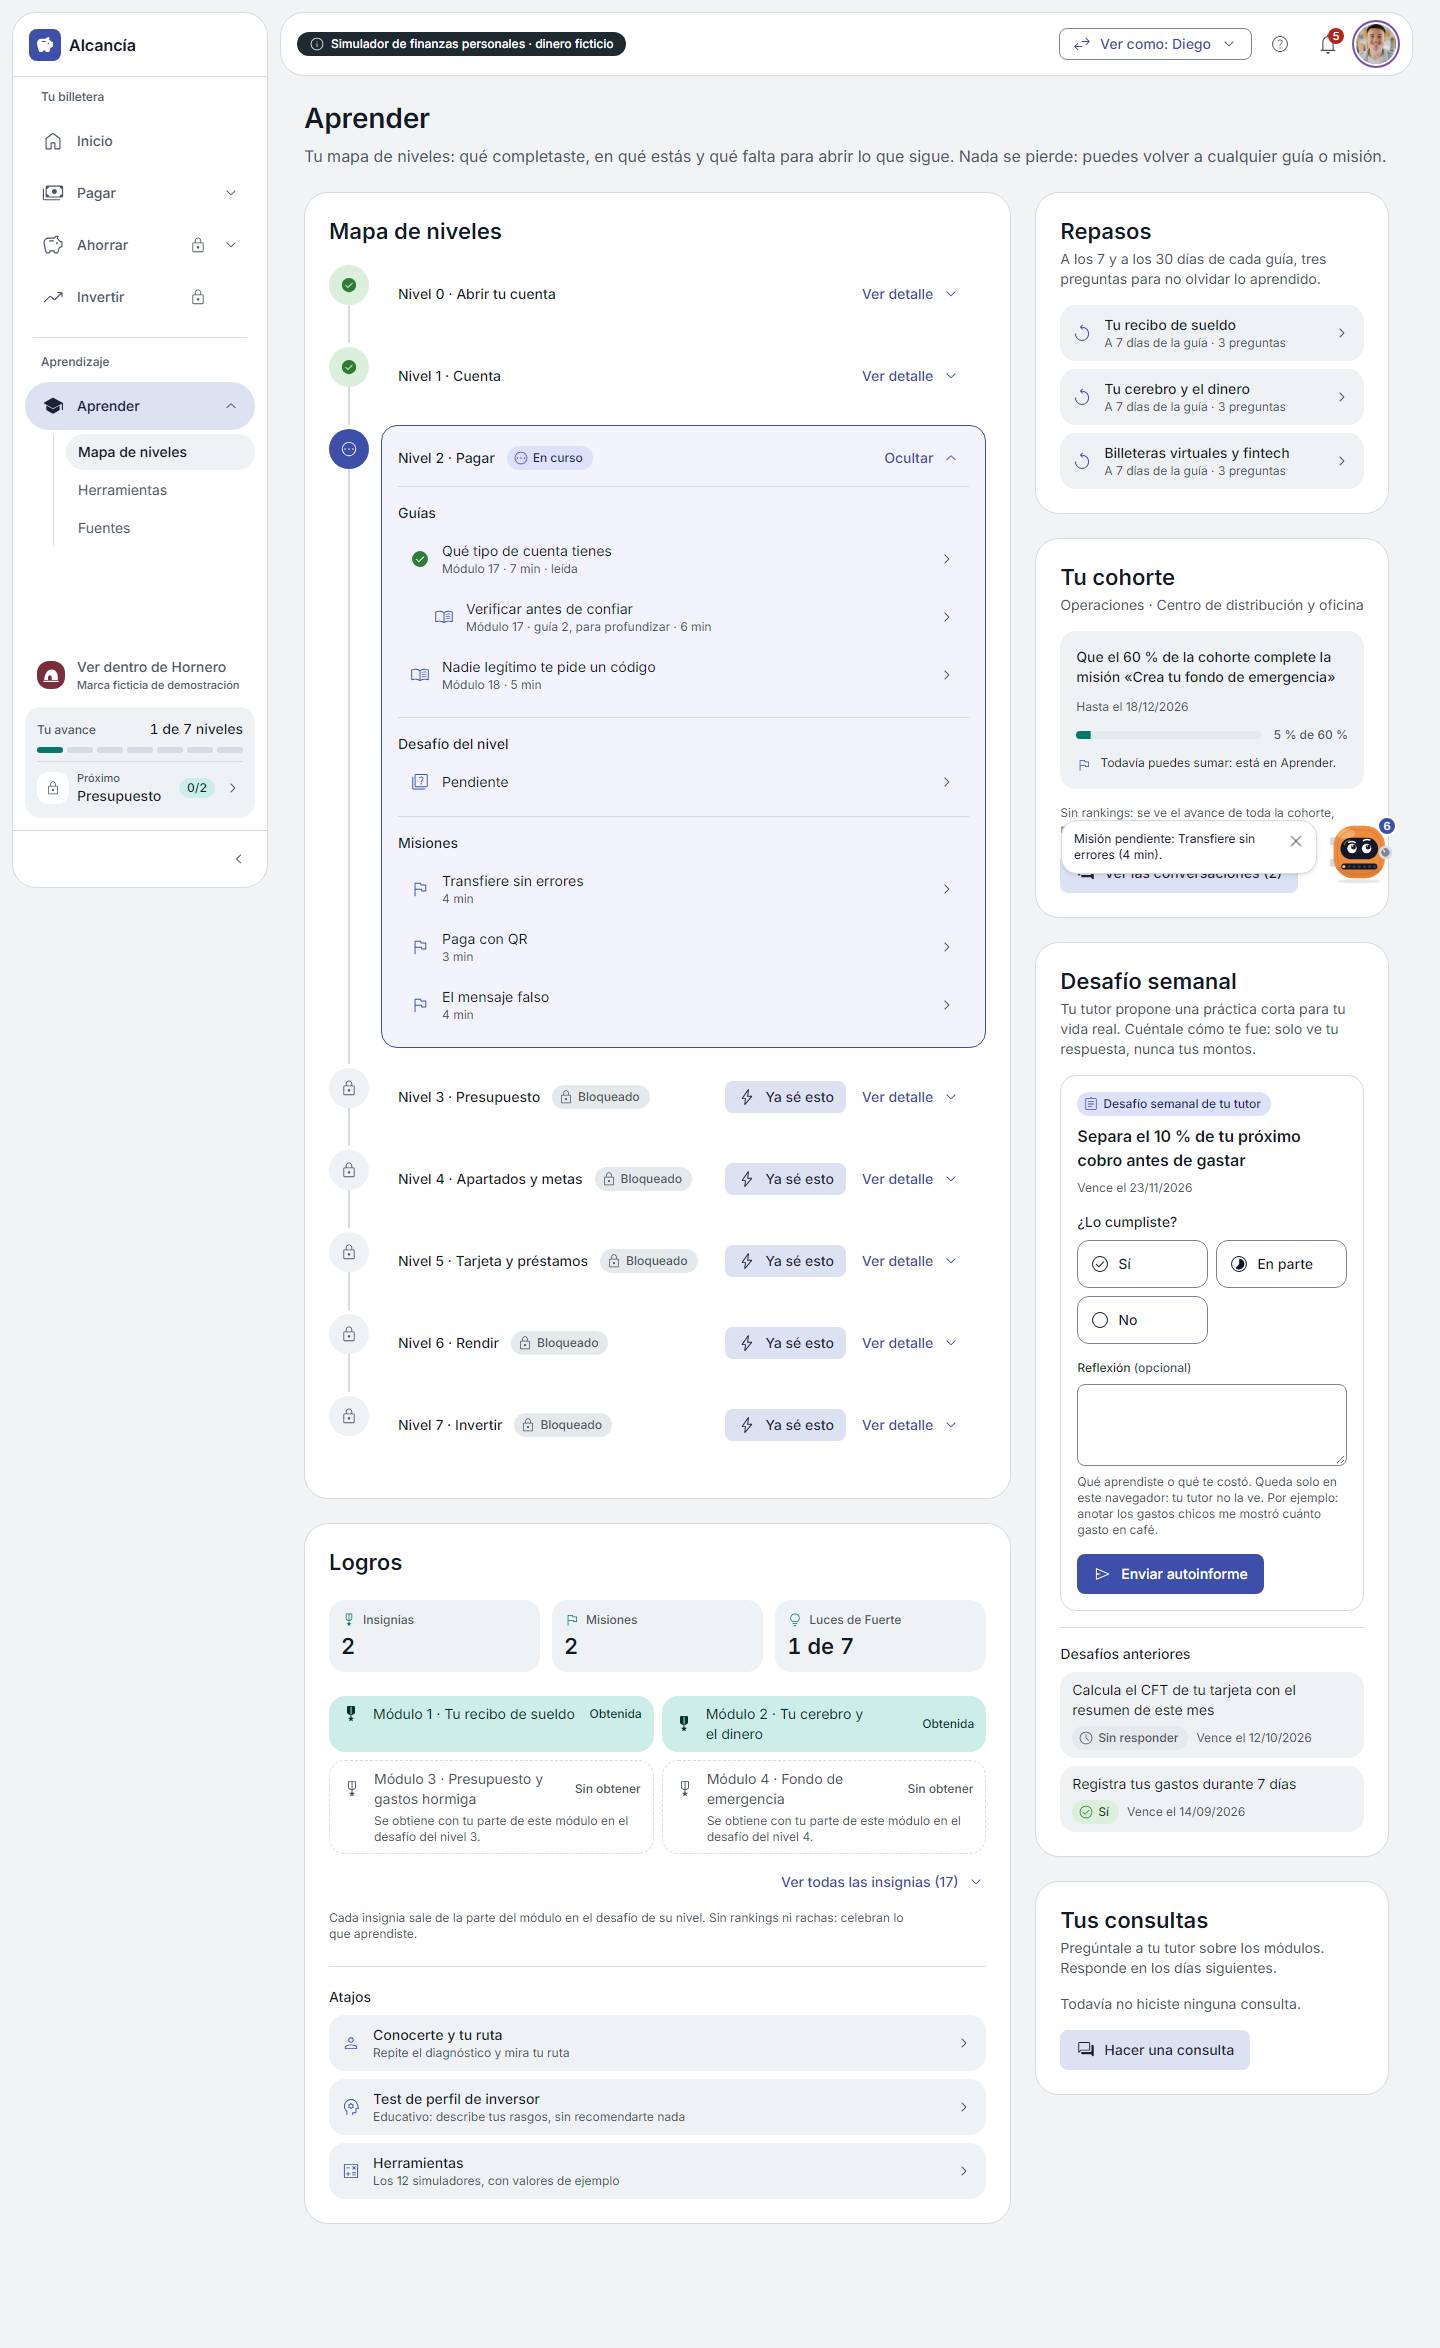 Alcancía
Tu billetera
Inicio
Pagar
Ahorrar
Invertir
Aprendizaje
Aprender
Mapa de niveles
Herramientas
Fuentes
Ver dentro de Hornero
Marca ficticia de demostración
Tu avance
1 de 7 niveles
Próximo
Presupuesto
0/2
Simulador de finanzas personales · dinero ficticio
Ver como: Diego
5
Aprender
Tu mapa de niveles: qué completaste, en qué estás y qué falta para abrir lo que sigue. Nada se pierde: puedes volver a cualquier guía o misión.
Mapa de niveles
Nivel 0 · Abrir tu cuenta
Ver detalle
Nivel 1 · Cuenta
Ver detalle
Nivel 2 · Pagar
En curso
Ocultar
Guías
Qué tipo de cuenta tienes
Módulo 17 · 7 min · leída
Verificar antes de confiar
Módulo 17 · guía 2, para profundizar · 6 min
Nadie legítimo te pide un código
Módulo 18 · 5 min
Desafío del nivel
Pendiente
Misiones
Transfiere sin errores
4 min
Paga con QR
3 min
El mensaje falso
4 min
Nivel 3 · Presupuesto
Bloqueado
Ya sé esto
Ver detalle
Nivel 4 · Apartados y metas
Bloqueado
Ya sé esto
Ver detalle
Nivel 5 · Tarjeta y préstamos
Bloqueado
Ya sé esto
Ver detalle
Nivel 6 · Rendir
Bloqueado
Ya sé esto
Ver detalle
Nivel 7 · Invertir
Bloqueado
Ya sé esto
Ver detalle
Logros
Insignias
2
Misiones
2
Luces de Fuerte
1 de 7
Módulo 1 · Tu recibo de sueldo
Obtenida
Módulo 2 · Tu cerebro y
el dinero
Obtenida
Módulo 3 · Presupuesto y
gastos hormiga
Sin obtener
Se obtiene con tu parte de este módulo en el
desafío del nivel 3.
Módulo 4 · Fondo de
emergencia
Sin obtener
Se obtiene con tu parte de este módulo en el
desafío del nivel 4.
Ver todas las insignias (17)
Cada insignia sale de la parte del módulo en el desafío de su nivel. Sin rankings ni rachas: celebran lo
que aprendiste.
Atajos
Conocerte y tu ruta
Repite el diagnóstico y mira tu ruta
Test de perfil de inversor
Educativo: describe tus rasgos, sin recomendarte nada
Herramientas
Los 12 simuladores, con valores de ejemplo
Repasos
A los 7 y a los 30 días de cada guía, tres
preguntas para no olvidar lo aprendido.
Tu recibo de sueldo
A 7 días de la guía · 3 preguntas
Tu cerebro y el dinero
A 7 días de la guía · 3 preguntas
Billeteras virtuales y fintech
A 7 días de la guía · 3 preguntas
Tu cohorte
Operaciones · Centro de distribución y oficina
Que el 60 % de la cohorte complete la
misión «Crea tu fondo de emergencia»
Hasta el 18/12/2026
5 % de 60 %
Todavía puedes sumar: está en Aprender.
Sin rankings: se ve el avance de toda la cohorte,
Misión pendiente: Transfiere sin
errores (4 min).
6
Ver las conversaciones (2)
Desafío semanal
Tu tutor propone una práctica corta para tu
vida real. Cuéntale cómo te fue: solo ve tu
respuesta, nunca tus montos.
Desafío semanal de tu tutor
Separa el 10 % de tu próximo
cobro antes de gastar
Vence el 23/11/2026
¿Lo cumpliste?
Sí
En parte
No
Reflexión (opcional)
Qué aprendiste o qué te costó. Queda solo en
este navegador: tu tutor no la ve. Por ejemplo:
anotar los gastos chicos me mostró cuánto
gasto en café.
Enviar autoinforme
Desafíos anteriores
Calcula el CFT de tu tarjeta con el
resumen de este mes
Sin responder
Vence el 12/10/2026
Registra tus gastos durante 7 días
Sí
Vence el 14/09/2026
Tus consultas
Pregúntale a tu tutor sobre los módulos.
Responde en los días siguientes.
Todavía no hiciste ninguna consulta.
Hacer una consulta